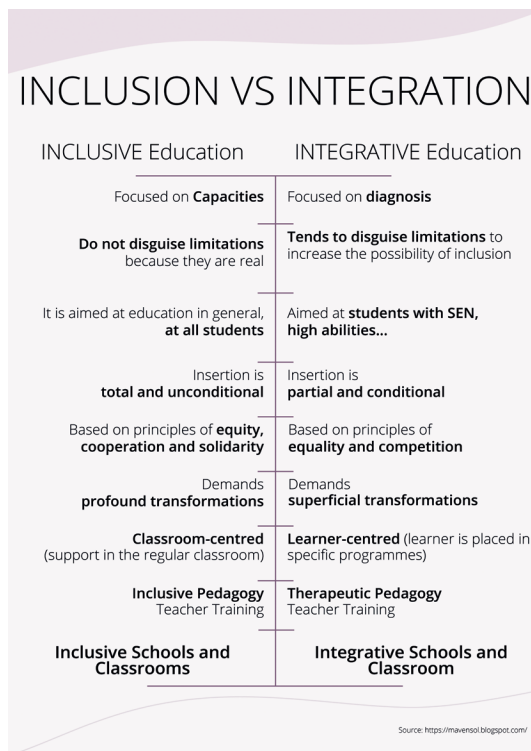 INCLUSION VS INTEGRATION
INCLUSIVE Education
INTEGRATIVE Education
Focused on Capacities
Focused on diagnosis
Do not disguise limitations
because they are real
Tends to disguise limitations to
increase the possibility of inclusion
It is aimed at education in general,
at all students
Aimed at students with SEN,
high abilities...
Insertion is
total and unconditional
Insertion is
partial and conditional
Based on principles of equity,
cooperation and solidarity
Based on principles of
equality and competition
Demands
profound transformations
Demands
superficial transformations
Classroom-centred
(support in the regular classroom)
Learner-centred (learner is placed in
specific programmes)
Inclusive Pedagogy
Teacher Training
Therapeutic Pedagogy
Teacher Training
Inclusive Schools and
Classrooms
Integrative Schools and
Classroom
Source: https://mavensol.blogspot.com/